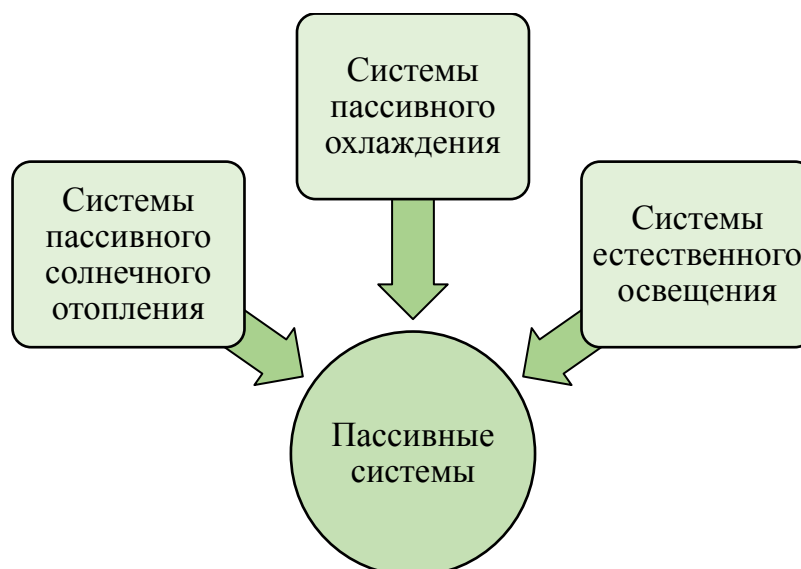 Системы
пассивного
охлаждения
Системы
пассивного
солнечного
отопления
Системы
естественного
освещения
Пассивные
системы